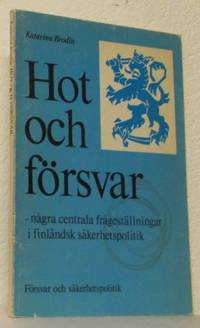 Katarina Brodin
Hot
och
försvar
- några centrala frågeställningar
i finländsk säkerhetspolitik
Försvar och säkerhetspolitik